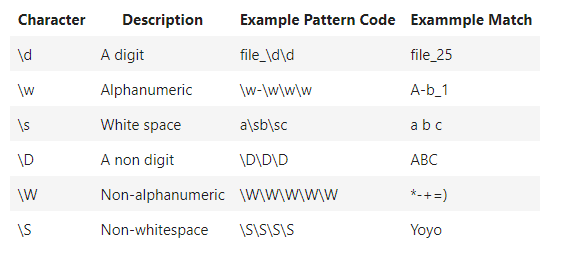 Character Description Example Pattern Code Exammple Match
\d A digit file_\d\d file_25
\w Alphanumeric \w-\w\w\w A-b_1
\s White space a\sb\sc a b c
\D A non digit \D\D\D ABC
\W Non-alphanumeric \W\W\W\W\W *-+=)
\S Non-whitespace \S\S\S\S Yoyo